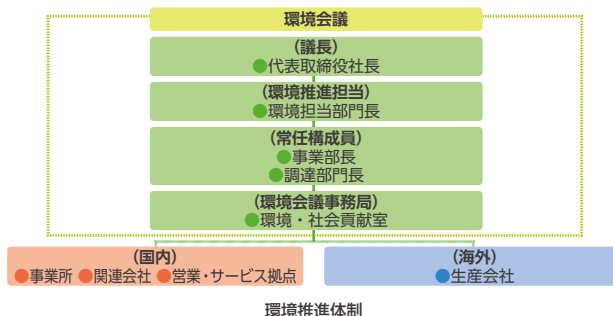 環境会議
(議長)
●代表取締役社長
(環境推進担当)
●環境担当部門長
(常任構成員)
●事業部長
●調達部門長
(環境会議事務局)
●環境・社会貢献室
(国内)
●事業所 ●関連会社 ●営業・サービス拠点
(海外)
●生産会社
環境推進体制